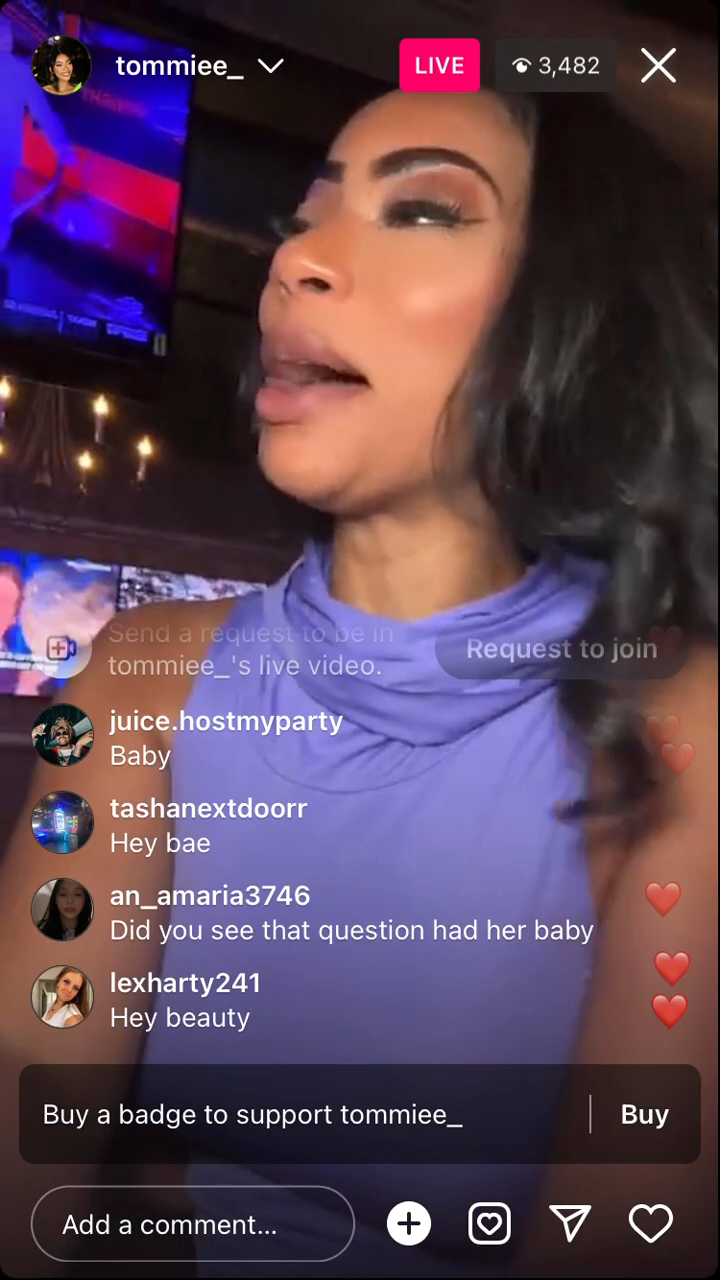 tommiee_
LIVE
3,482
Send a request to be in
tommiee_'s live video.
Request to join
juice.hostmyparty
Baby
tashanextdoorr
Hey bae
an_amaria3746
Did you see that question had her baby
lexharty241
Hey beauty
Buy a badge to support tommiee_
Buy
Add a comment...